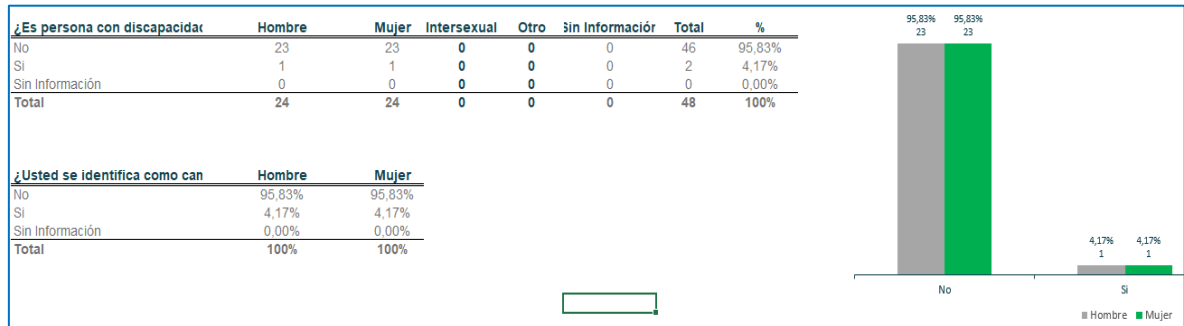 ¿Es persona con discapacidad Hombre Mujer Intersexual Otro Sin Información Total %
No 23 23 0 0 0 46 95,83%
Si 1 1 0 0 0 2 4,17%
Sin Información 0 0 0 0 0 0 0,00%
Total 24 24 0 0 0 48 100%
¿Usted se identifica como cam Hombre Mujer
No 95,83% 95,83%
Si 4,17% 4,17%
Sin Información 0,00% 0,00%
Total 100% 100%
95,83% 95,83%
23 23
4,17% 4,17%
1 1
No Si
Hombre Mujer